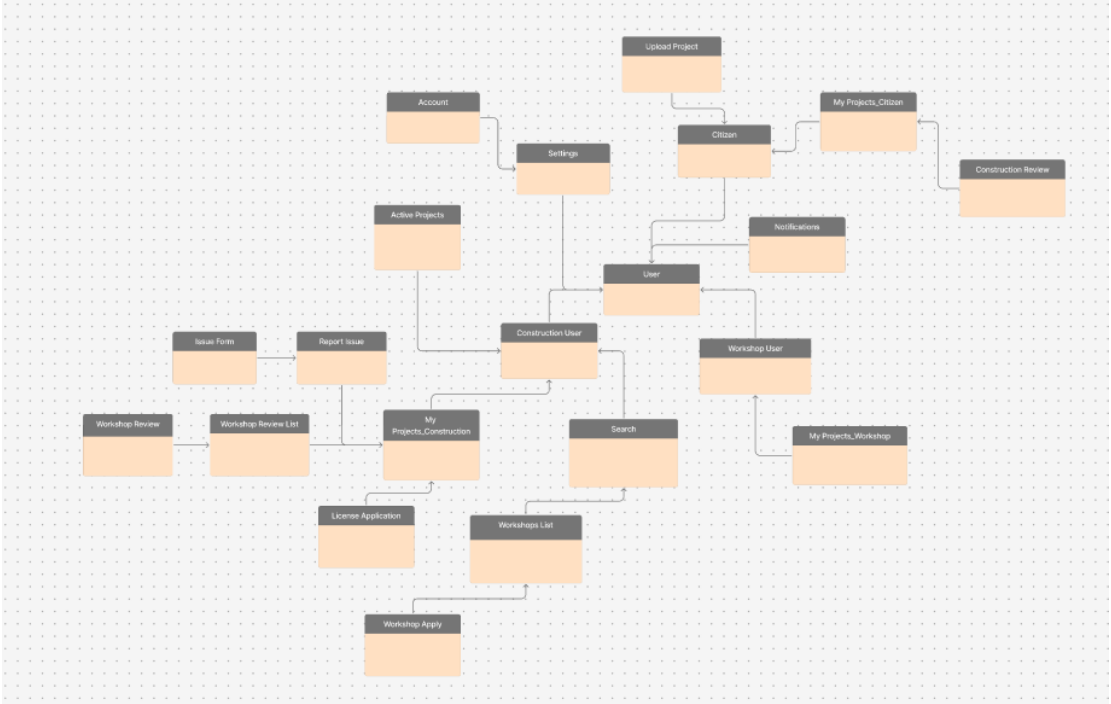 Upload Project
Account
My Projects_Citizen
Citizen
Settings
Construction Review
Active Projects
Notifications
User
Construction User
Issue Form
Report Issue
Workshop User
Workshop Review
Workshop Review List
My
Projects_Construction
Search
My Projects_Workshop
License Application
Workshops List
Workshop Apply